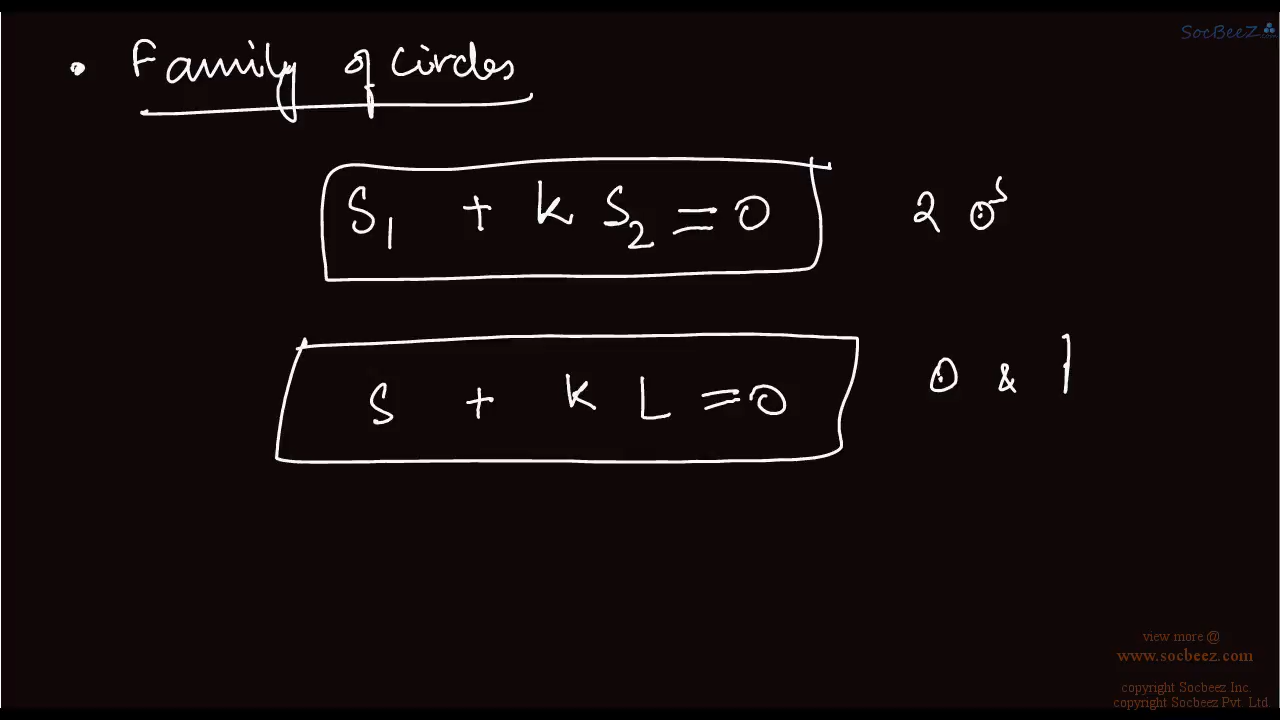 SocBeeZ
• Family of Circles
S₁ + k S₂ = 0 2 ⊙ˢ
S + k L = 0 ⊙ & |
view more @
www.socbeez.com
copyright Socbeez Inc.
copyright Socbeez Pvt. Ltd.